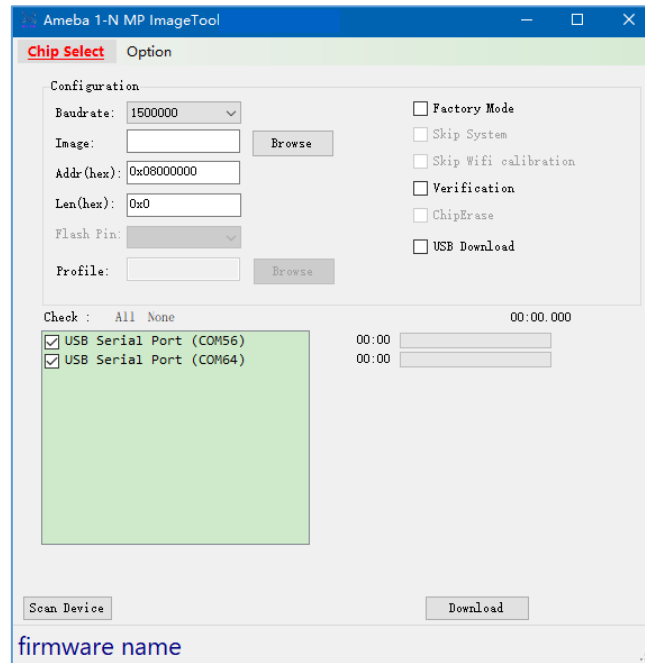 Ameba 1-N MP ImageTool
Chip Select Option
Configuration
Baudrate: 1500000
Factory Mode
Skip System
Image: Browse
Skip Wifi calibration
Addr(hex): 0x08000000
Verification
Len(hex): 0x0
ChipErase
Flash Pin:
USB Download
Profile: Browse
Check : All None 00:00.000
USB Serial Port (COM56) 00:00
USB Serial Port (COM64) 00:00
Scan Device Download
firmware name